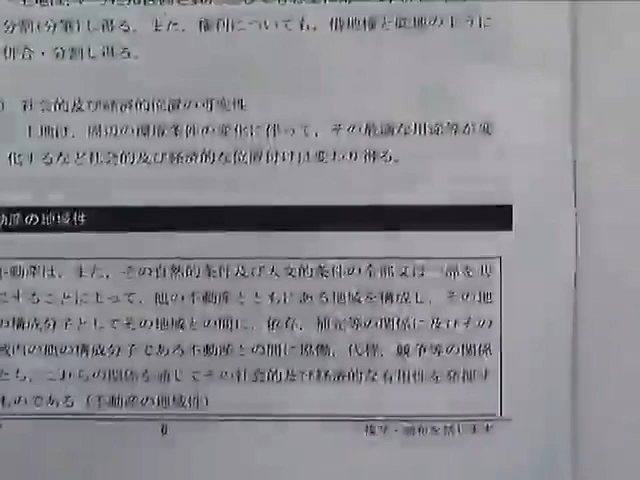 分割(分筆)し得る。また、権利についても、借地権と底地のように
併合・分割し得る。
) 社会的及び経済的位置の可変性
土地は、周辺の環境条件の変化に伴って、その最適な用途等が変
化するなど社会的及び経済的な位置付けは変わり得る。
動産の地域性
不動産は、また、その自然的条件及び人文的条件の全部又は一部を共
にすることによって、他の不動産とともにある地域を構成し、その地
の構成分子としてその地域との間に、依存、補完等の関係に及びその
域内の他の構成分子である不動産との間に協働、代替、競争等の関係
たち、これらの関係を通じてその社会的及び経済的な有用性を発揮す
ものである(不動産の地域性)
6
複写・頒布を禁じます